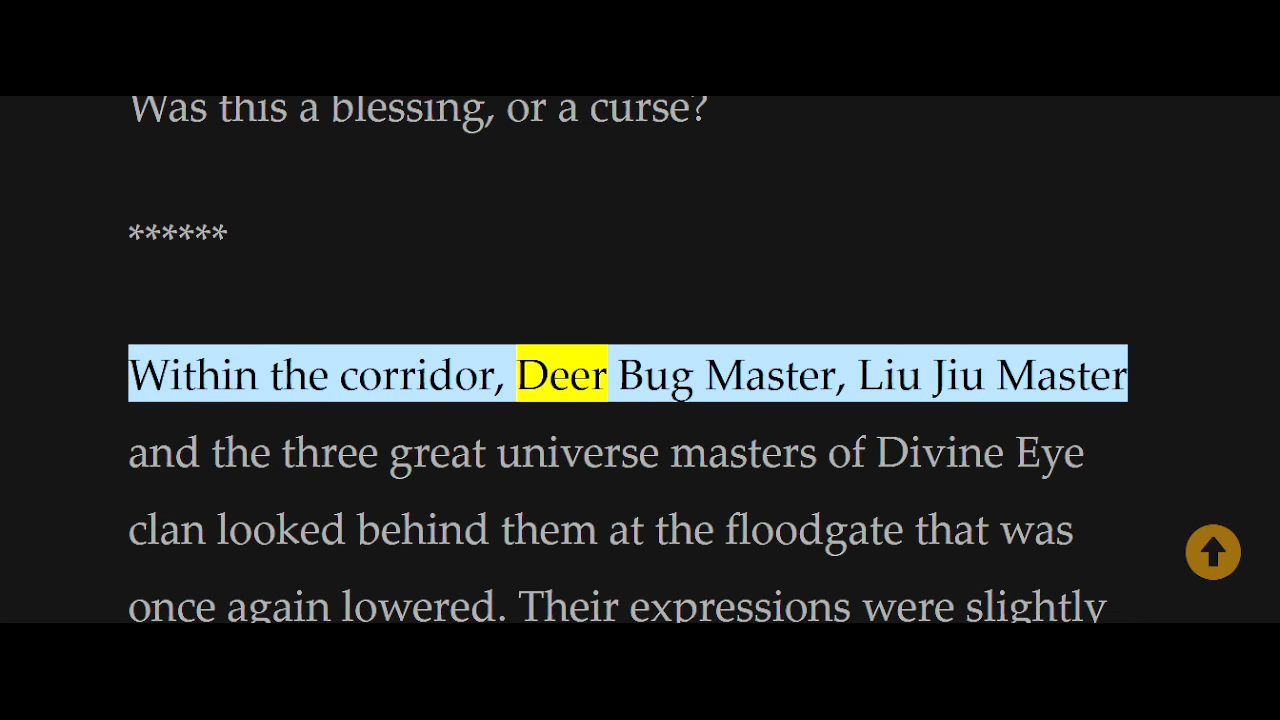 Was this a blessing, or a curse?
******
Within the corridor, Deer Bug Master, Liu Jiu Master
and the three great universe masters of Divine Eye
clan looked behind them at the floodgate that was
once again lowered. Their expressions were slightly